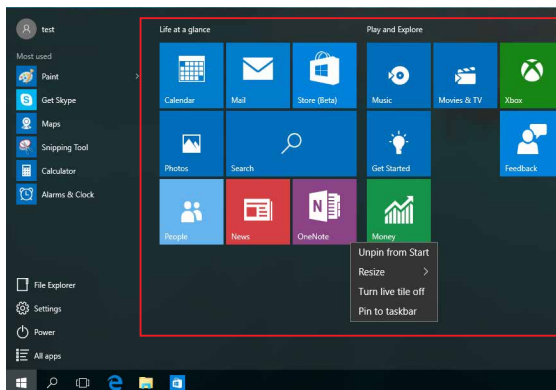 test
Most used
Paint
Get Skype
Maps
Snipping Tool
Calculator
Alarms & Clock
File Explorer
Settings
Power
All apps
Life at a glance
Calendar
Mail
Store (Beta)
Photos
Search
People
News
OneNote
Play and Explore
Music
Movies & TV
Xbox
Get Started
Feedback
Money
Unpin from Start
Resize
Turn live tile off
Pin to taskbar